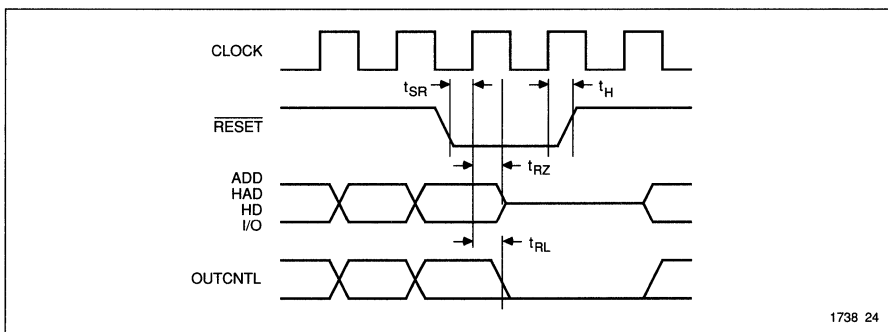 CLOCK
tSR
tH
RESET
tRZ
ADD
HAD
HD
I/O
tRL
OUTCNTL
1738 24